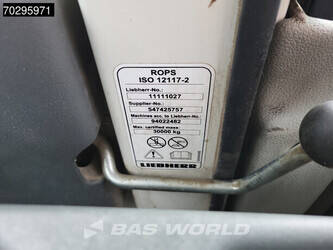 70295971
ROPS
ISO 12117-2
Liebherr-No.:
11111027
Supplier-No.:
547425757
Machines acc. to Liebherr-No.:
94022482
Max. certified mass:
30000 kg
LIEBHERR
BAS WORLD